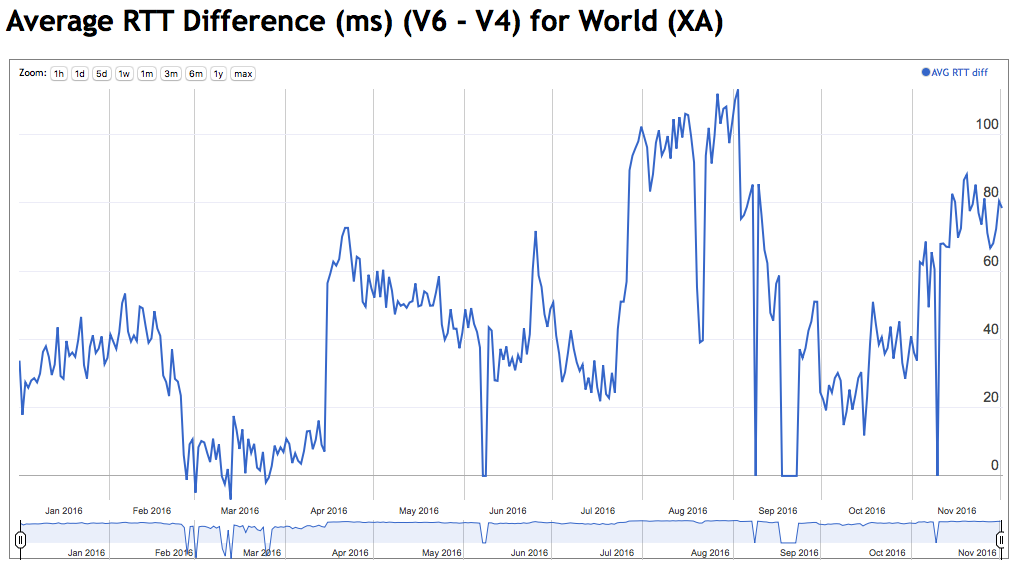 Average RTT Difference (ms) (V6 - V4) for World (XA)
Zoom: 1h 1d 5d 1w 1m 3m 6m 1y max
AVG RTT diff
100
80
60
40
20
0
Jan 2016 Feb 2016 Mar 2016 Apr 2016 May 2016 Jun 2016 Jul 2016 Aug 2016 Sep 2016 Oct 2016 Nov 2016
Jan 2016 Feb 2016 Mar 2016 Apr 2016 May 2016 Jun 2016 Jul 2016 Aug 2016 Sep 2016 Oct 2016 Nov 2016